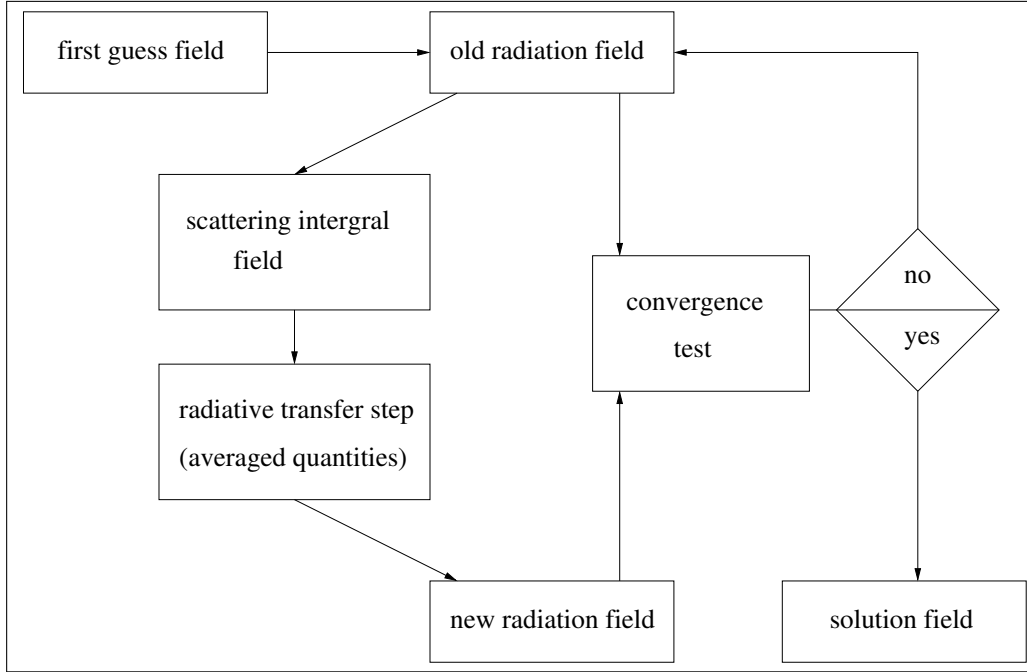 first guess field
old radiation field
scattering intergral
field
no
convergence
test
yes
radiative transfer step
(averaged quantities)
new radiation field
solution field